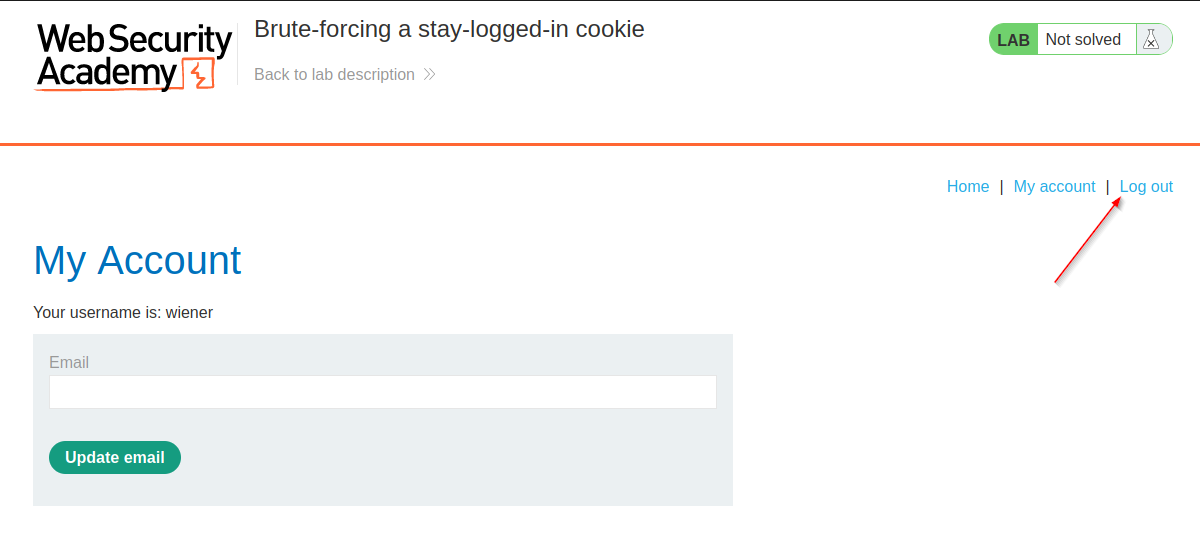 Web Security
Academy
Brute-forcing a stay-logged-in cookie
Back to lab description
LAB Not solved
Home | My account | Log out
My Account
Your username is: wiener
Email
Update email